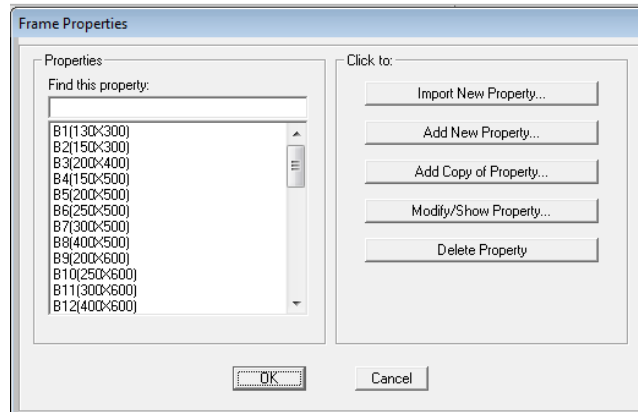 Frame Properties
Properties
Find this property:
B1(130X300)
B2(150X300)
B3(200X400)
B4(150X500)
B5(200X500)
B6(250X500)
B7(300X500)
B8(400X500)
B9(200X600)
B10(250X600)
B11(300X600)
B12(400X600)
Click to:
Import New Property...
Add New Property...
Add Copy of Property...
Modify/Show Property...
Delete Property
OK
Cancel